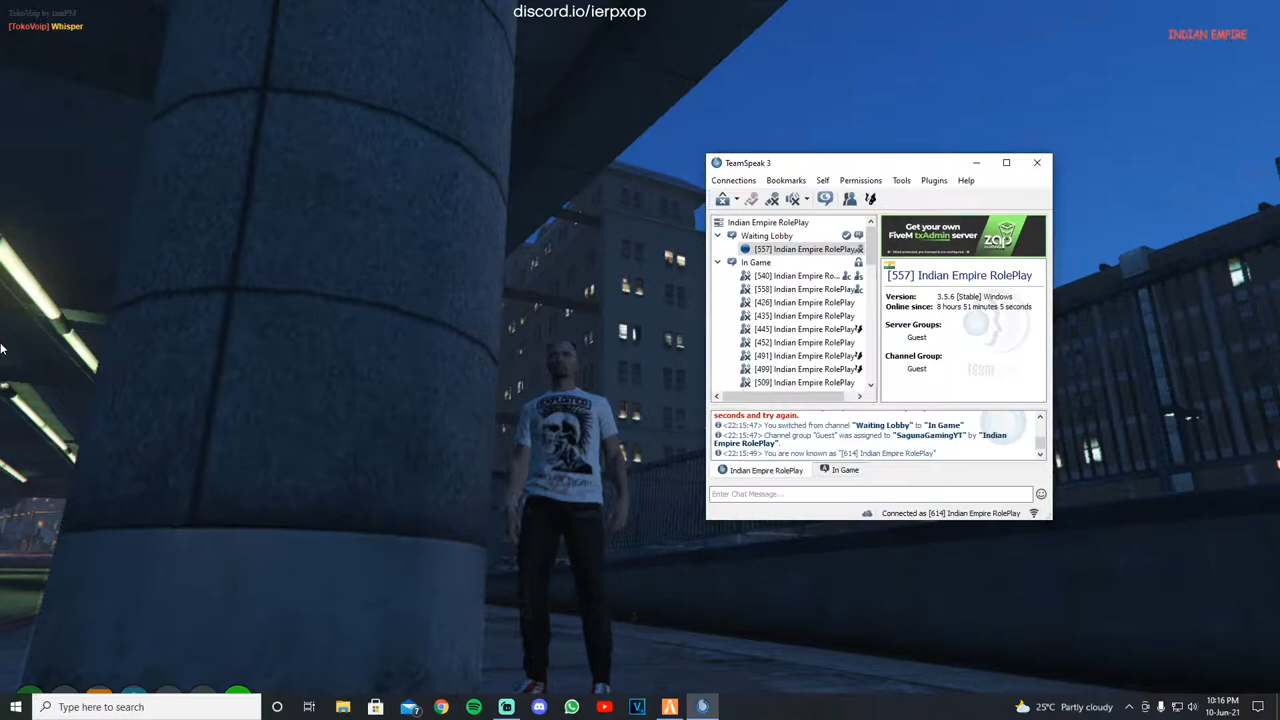 TokoVoip by JamPM
[TokoVoip] Whisper
discord.io/ierpxop
INDIAN EMPIRE
TeamSpeak 3
Connections Bookmarks Self Permissions Tools Plugins Help
Indian Empire RolePlay
Waiting Lobby
[557] Indian Empire RolePlay
In Game
[540] Indian Empire Ro...
[558] Indian Empire RolePlay
[426] Indian Empire RolePlay
[435] Indian Empire RolePlay
[445] Indian Empire RolePlay
[452] Indian Empire RolePlay
[491] Indian Empire RolePlay
[499] Indian Empire RolePlay
[509] Indian Empire RolePlay
Get your own
FiveM txAdmin server
zap
[557] Indian Empire RolePlay
Version: 3.5.6 [Stable] Windows
Online since: 8 hours 51 minutes 5 seconds
Server Groups:
Guest
Channel Group:
Guest
seconds and try again.
<22:15:47> You switched from channel "Waiting Lobby" to "In Game"
<22:15:47> Channel group "Guest" was assigned to "SagunaGamingYT" by "Indian
Empire RolePlay".
<22:15:49> You are now known as "[614] Indian Empire RolePlay"
Indian Empire RolePlay In Game
Enter Chat Message...
Connected as [614] Indian Empire RolePlay
Type here to search
7
25°C Partly cloudy
10:16 PM
10-Jun-21